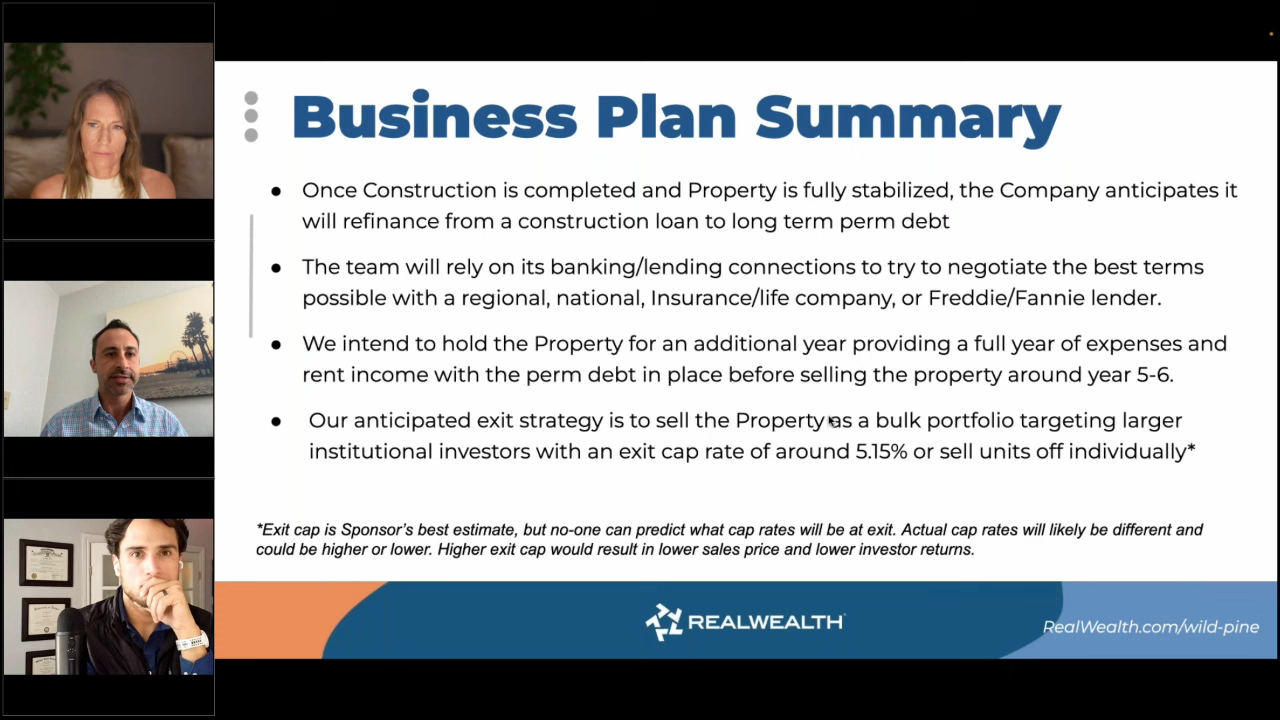 Business Plan Summary
● Once Construction is completed and Property is fully stabilized, the Company anticipates it
will refinance from a construction loan to long term perm debt
● The team will rely on its banking/lending connections to try to negotiate the best terms
possible with a regional, national, Insurance/life company, or Freddie/Fannie lender.
● We intend to hold the Property for an additional year providing a full year of expenses and
rent income with the perm debt in place before selling the property around year 5-6.
● Our anticipated exit strategy is to sell the Property as a bulk portfolio targeting larger
institutional investors with an exit cap rate of around 5.15% or sell units off individually*
*Exit cap is Sponsor's best estimate, but no-one can predict what cap rates will be at exit. Actual cap rates will likely be different and
could be higher or lower. Higher exit cap would result in lower sales price and lower investor returns.
REALWEALTH
RealWealth.com/wild-pine